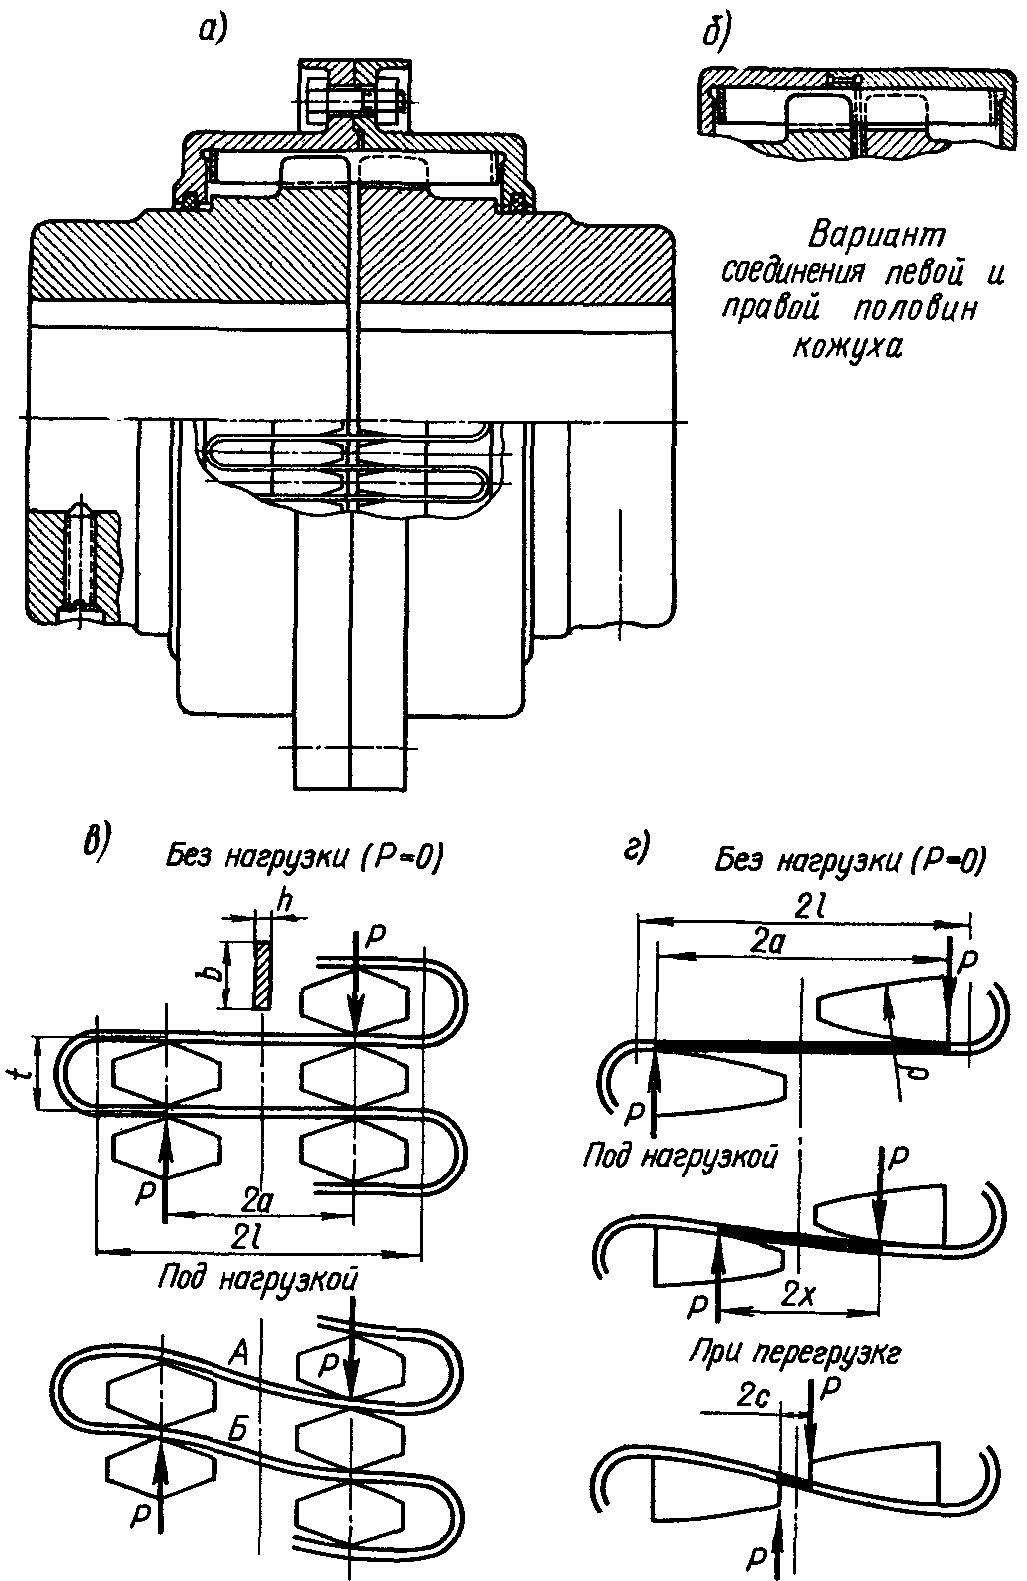 а)
б)
Вариант
соединения певой и
правой половин
кожуха
в)
Без нагрузки (P=0)
h
b
P
t
P
2a
2l
Под нагрузкой
А
P
Б
P
г)
Без нагрузки (P=0)
2l
2a
P
P
Под нагрузкой
P
P
2x
При перегрузке
2c
P
P